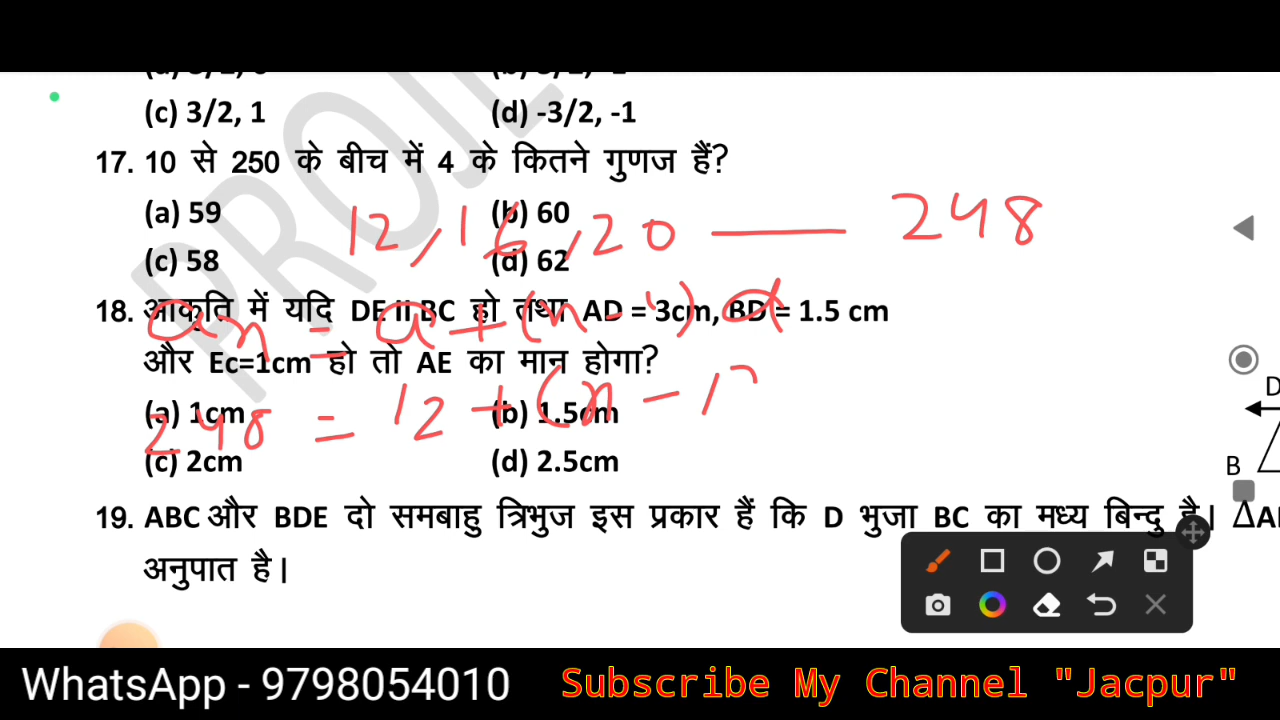 (c) 3/2, 1 (d) -3/2, -1
17. 10 से 250 के बीच में 4 के कितने गुणज हैं?
(a) 59 (b) 60
12, 16, 20 — 248
(c) 58 (d) 62
18. आकृति में यदि DE II BC हो तथा AD = 3cm, BD = 1.5 cm
an = a + (n - 1) d
और Ec=1cm हो तो AE का मान होगा?
(a) 1cm (b) 1.5cm
248 = 12 + (n - 1
(c) 2cm (d) 2.5cm
D
B
19. ABC और BDE दो समबाहु त्रिभुज इस प्रकार हैं कि D भुजा BC का मध्य बिन्दु है।
अनुपात है।
WhatsApp - 9798054010 Subscribe My Channel "Jacpur"